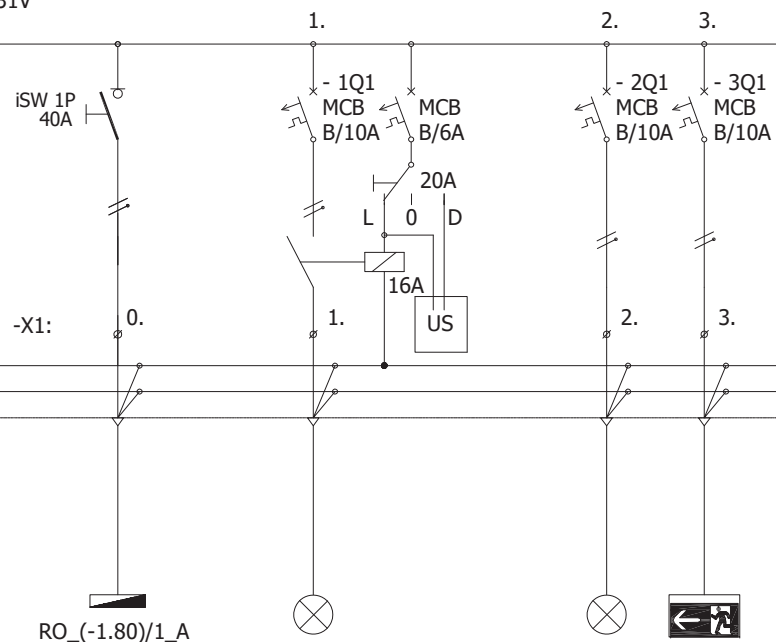 1.
2.
3.
iSW 1P
40A
- 1Q1
MCB
B/10A
MCB
B/6A
- 2Q1
MCB
B/10A
- 3Q1
MCB
B/10A
20A
L 0 D
16A
US
-X1:
0.
1.
2.
3.
RO_(-1.80)/1_A